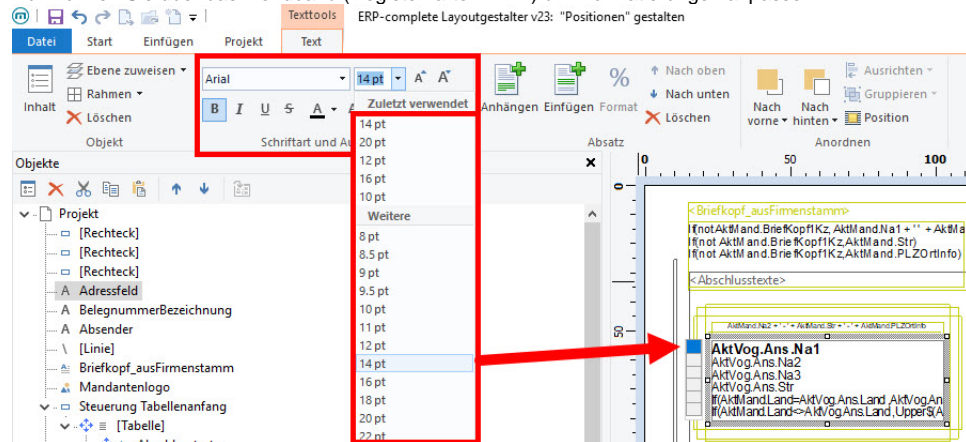 Texttools
ERP-complete Layoutgestalter v23: "Positionen" gestalten
Datei
Start
Einfügen
Projekt
Text
Inhalt
Ebene zuweisen
Rahmen
Löschen
Objekt
Arial
14 pt
A A
B I U S A
Schriftart und
Anhängen
Einfügen
%
Format
Nach oben
Nach unten
Löschen
Absatz
Nach vorne
Nach hinten
Ausrichten
Gruppieren
Position
Anordnen
Zuletzt verwendet
14 pt
20 pt
12 pt
16 pt
10 pt
Weitere
8 pt
8.5 pt
9 pt
9.5 pt
10 pt
11 pt
12 pt
14 pt
16 pt
18 pt
20 pt
22 pt
Objekte
Projekt
[Rechteck]
[Rechteck]
[Rechteck]
A Adressfeld
A BelegnummerBezeichnung
A Absender
\ [Linie]
Briefkopf_ausFirmenstamm
Mandantenlogo
Steuerung Tabellenanfang
[Tabelle]
0 50 100
0
50
<Briefkopf_ausFirmenstamm>
If(not AktMand.BriefKopf1Kz, AktMand.Na1 + '' + AktMa
If(not AktMand.BriefKopf1Kz,AktMand.Str)
If(not AktMand.BriefKopf1Kz,AktMand.PLZOrtInfo)
<Abschlusstexte>
AktMand.Na2 + ' - ' + AktMand.Str + ' - ' + AktMand.PLZOrtInfo
AktVog.Ans.Na1
AktVog.Ans.Na2
AktVog.Ans.Na3
AktVog.Ans.Str
If(AktMand.Land=AktVog.Ans.Land,AktVog.An
If(AktMand.Land<>AktVog.Ans.Land,Upper$(A